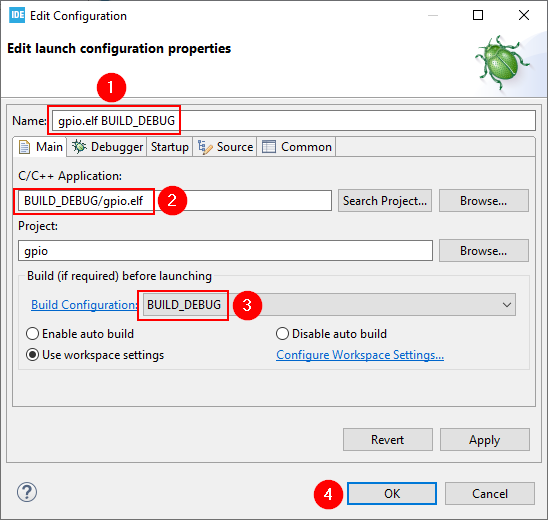 IDE Edit Configuration
Edit launch configuration properties
1
Name: gpio.elf BUILD_DEBUG
Main Debugger Startup Source Common
C/C++ Application:
BUILD_DEBUG/gpio.elf 2 Search Project... Browse...
Project:
gpio Browse...
Build (if required) before launching
Build Configuration: BUILD_DEBUG 3
Enable auto build Disable auto build
Use workspace settings Configure Workspace Settings...
Revert Apply
? 4 OK Cancel